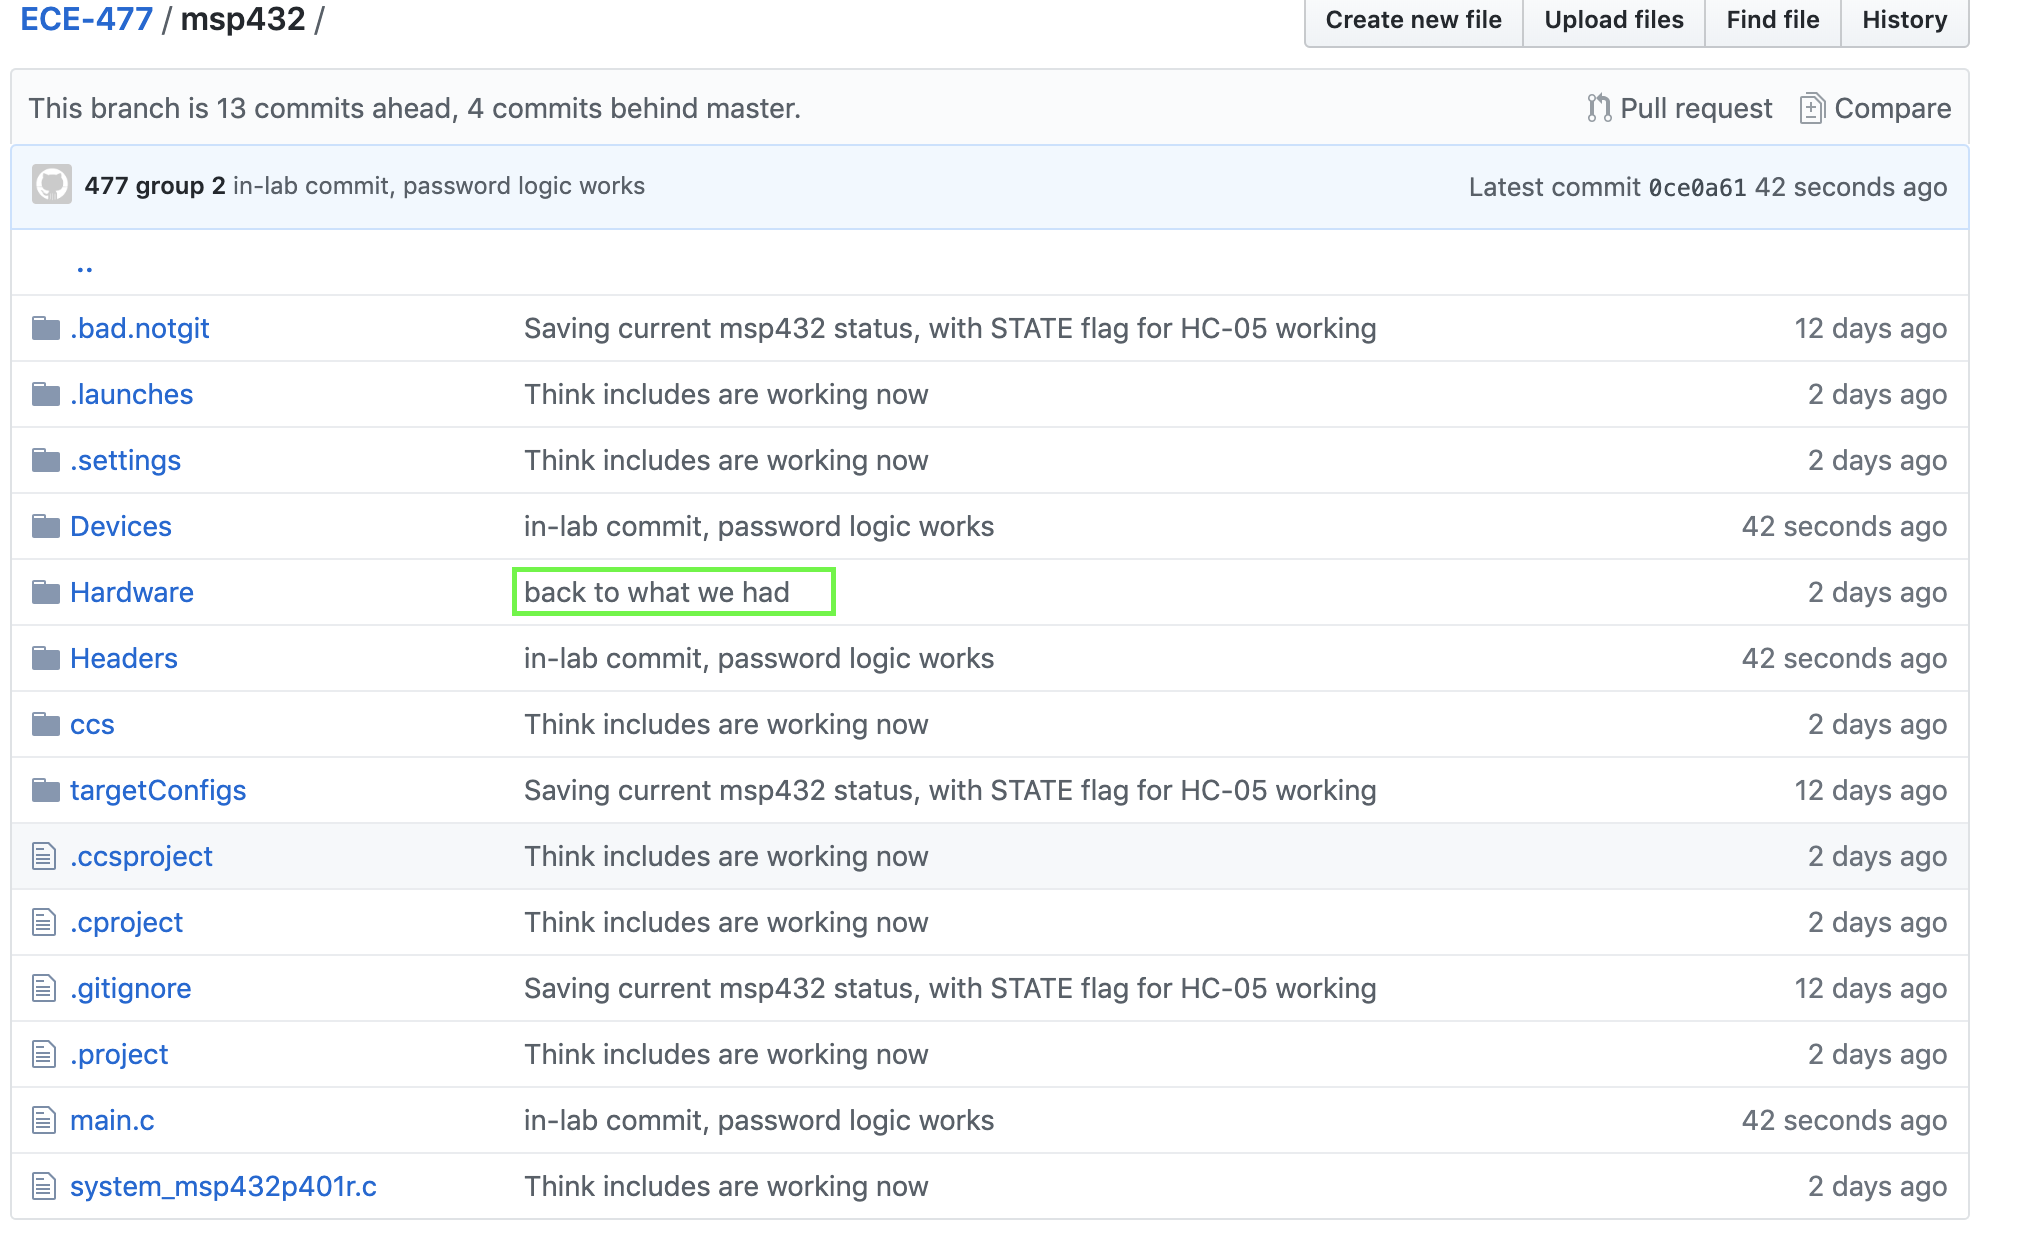 ECE-477 / msp432 /
Create new file Upload files Find file History
This branch is 13 commits ahead, 4 commits behind master.
Pull request Compare
477 group 2 in-lab commit, password logic works
Latest commit 0ce0a61 42 seconds ago
..
.bad.notgit Saving current msp432 status, with STATE flag for HC-05 working 12 days ago
.launches Think includes are working now 2 days ago
.settings Think includes are working now 2 days ago
Devices in-lab commit, password logic works 42 seconds ago
Hardware back to what we had 2 days ago
Headers in-lab commit, password logic works 42 seconds ago
ccs Think includes are working now 2 days ago
targetConfigs Saving current msp432 status, with STATE flag for HC-05 working 12 days ago
.ccsproject Think includes are working now 2 days ago
.cproject Think includes are working now 2 days ago
.gitignore Saving current msp432 status, with STATE flag for HC-05 working 12 days ago
.project Think includes are working now 2 days ago
main.c in-lab commit, password logic works 42 seconds ago
system_msp432p401r.c Think includes are working now 2 days ago